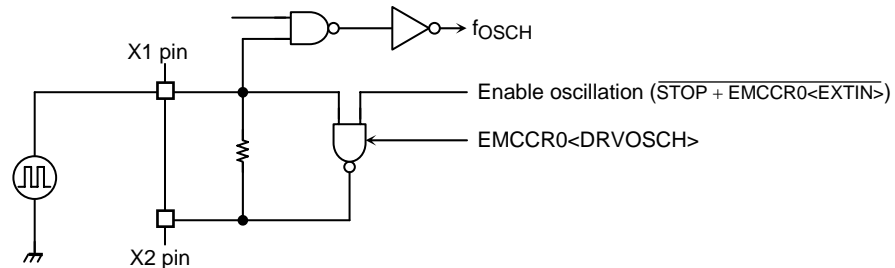 fOSCH
X1 pin
Enable oscillation (STOP + EMCCR0<EXTIN>)
EMCCR0<DRVOSCH>
X2 pin